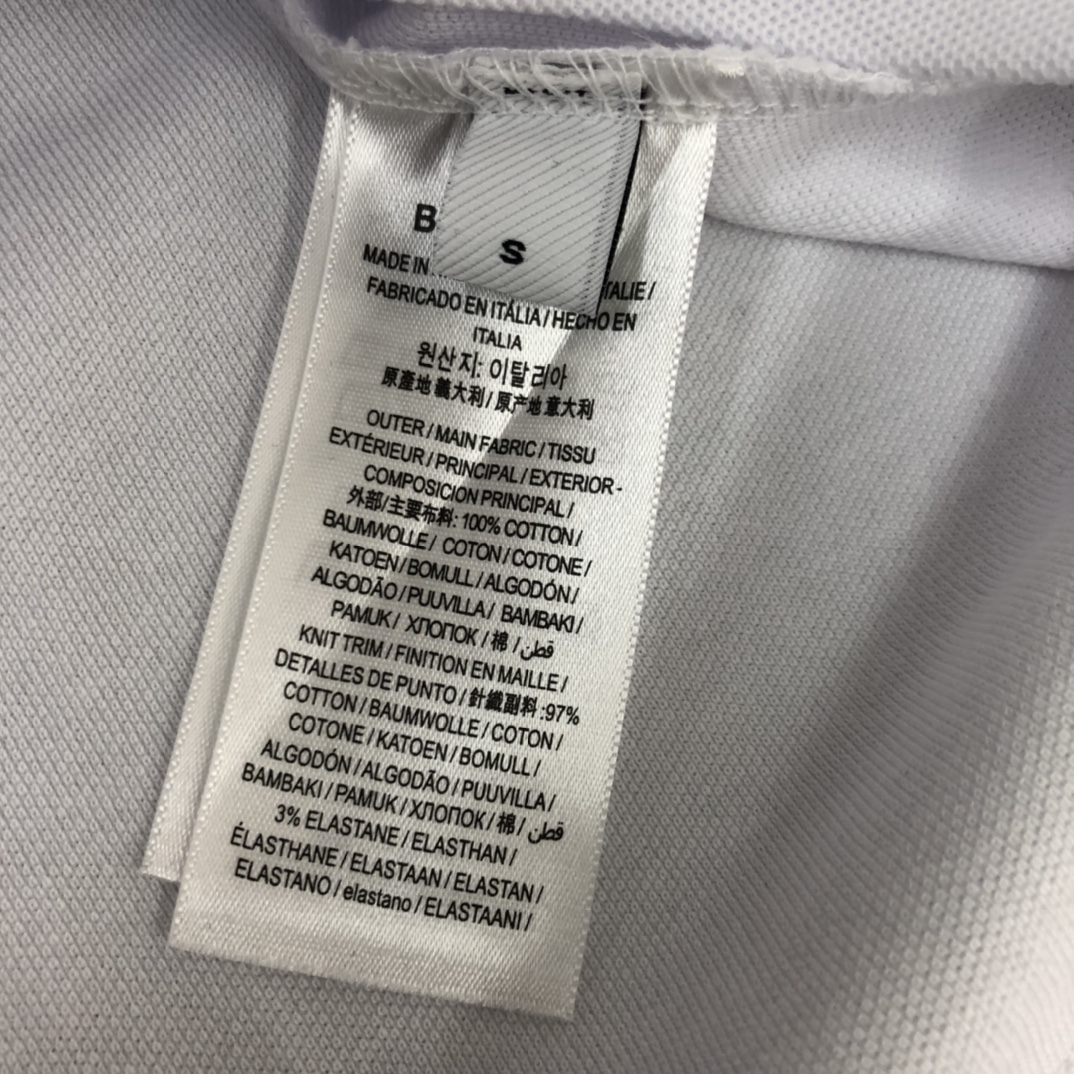 S
B
MADE IN TALIE /
FABRICADO EN ITÁLIA / HECHO EN
ITALIA
원산지: 이탈리아
原產地 義大利 / 原产地 意大利
OUTER / MAIN FABRIC / TISSU
EXTÉRIEUR / PRINCIPAL / EXTERIOR -
COMPOSICION PRINCIPAL /
外部/主要布料: 100% COTTON /
BAUMWOLLE / COTON / COTONE /
KATOEN / BOMULL / ALGODÓN /
ALGODÃO / PUUVILLA / BAMBAKI /
PAMUK / ХЛОПОК / 棉 / قطن
KNIT TRIM / FINITION EN MAILLE /
DETALLES DE PUNTO / 針織副料 :97%
COTTON / BAUMWOLLE / COTON /
COTONE / KATOEN / BOMULL /
ALGODÓN / ALGODÃO / PUUVILLA /
BAMBAKI / PAMUK / ХЛОПОК / 棉 / قطن
3% ELASTANE / ELASTHAN /
ÉLASTHANE / ELASTAAN / ELASTAN /
ELASTANO / elastano / ELASTAANI /